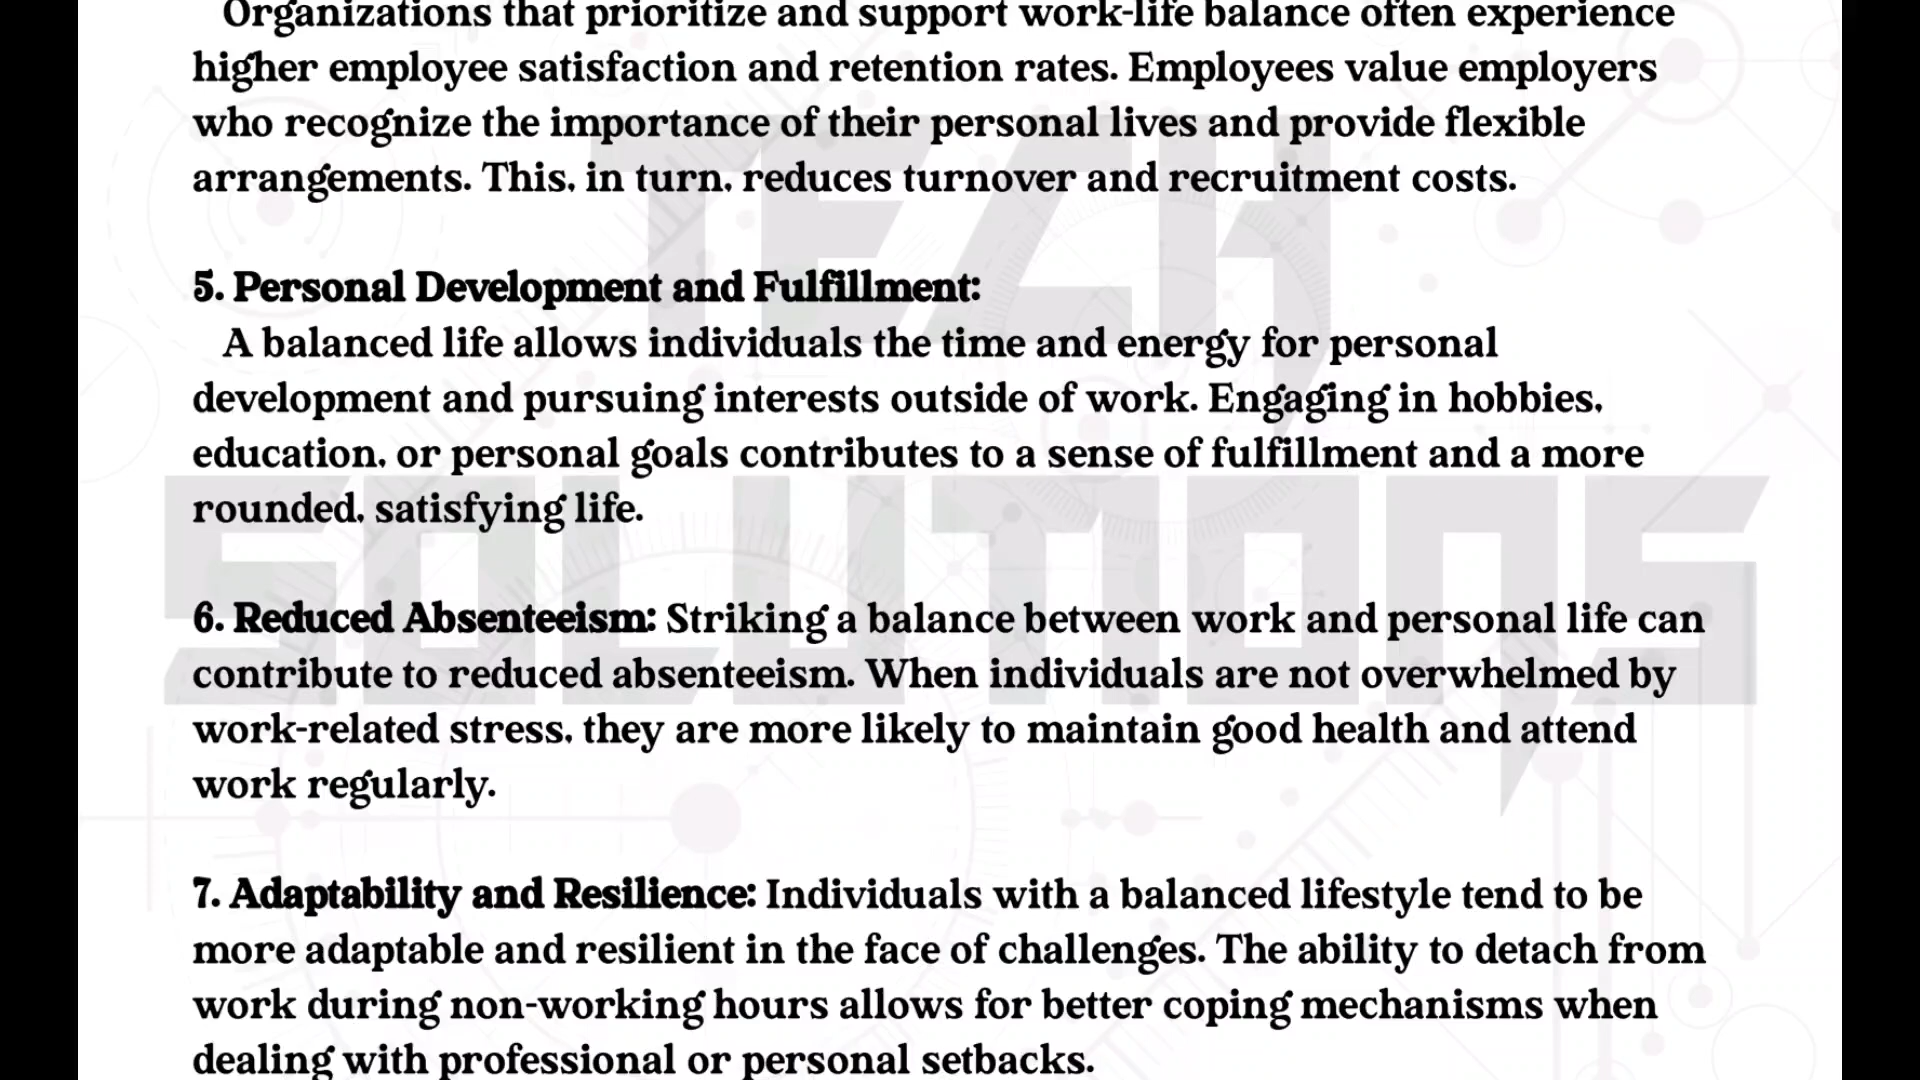 Organizations that prioritize and support work-life balance often experience
higher employee satisfaction and retention rates. Employees value employers
who recognize the importance of their personal lives and provide flexible
arrangements. This, in turn, reduces turnover and recruitment costs.
5. Personal Development and Fulfillment:
A balanced life allows individuals the time and energy for personal
development and pursuing interests outside of work. Engaging in hobbies,
education, or personal goals contributes to a sense of fulfillment and a more
rounded, satisfying life.
6. Reduced Absenteeism: Striking a balance between work and personal life can
contribute to reduced absenteeism. When individuals are not overwhelmed by
work-related stress, they are more likely to maintain good health and attend
work regularly.
7. Adaptability and Resilience: Individuals with a balanced lifestyle tend to be
more adaptable and resilient in the face of challenges. The ability to detach from
work during non-working hours allows for better coping mechanisms when
dealing with professional or personal setbacks.
TECH
SOLUTIONS